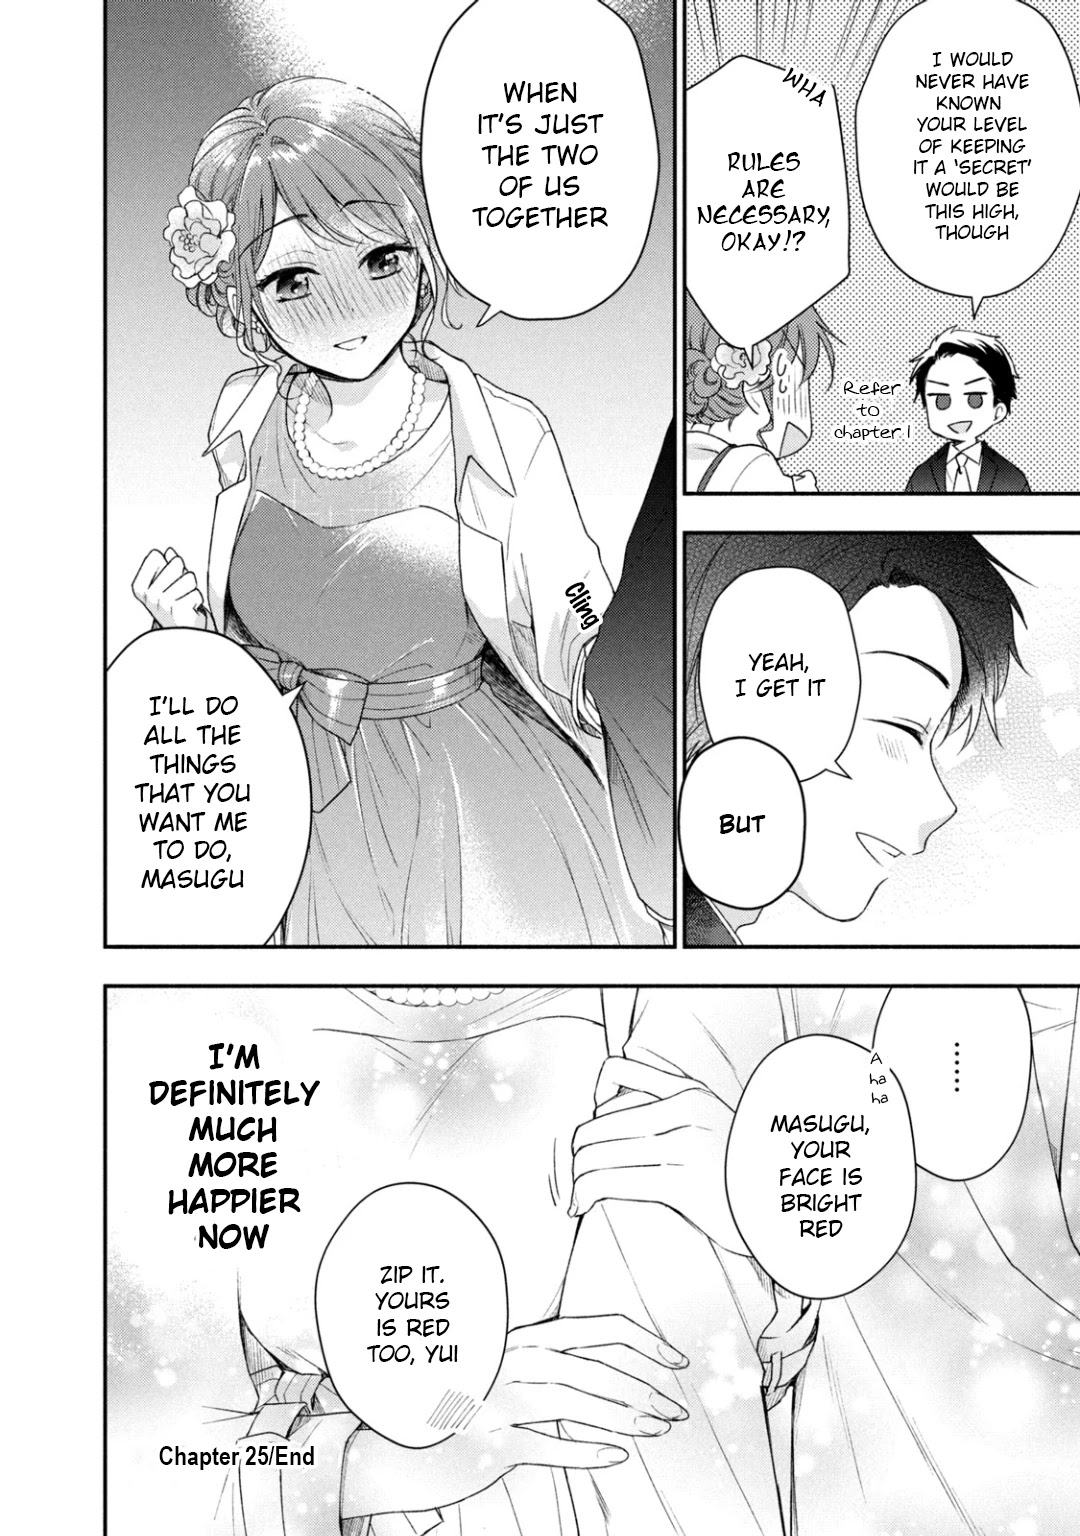 I WOULD
NEVER HAVE
KNOWN
YOUR LEVEL
OF KEEPING
IT A 'SECRET'
WOULD BE
THIS HIGH,
THOUGH
WHA
RULES
ARE
NECESSARY,
OKAY!?
Refer
to
chapter 1
YEAH,
I GET IT
BUT
WHEN
IT'S JUST
THE TWO
OF US
TOGETHER
Cling
I'LL DO
ALL THE
THINGS
THAT YOU
WANT ME
TO DO,
MASUGU
......
A
ha
ha
MASUGU,
YOUR
FACE IS
BRIGHT
RED
ZIP IT.
YOURS
IS RED
TOO, YUI
I'M
DEFINITELY
MUCH
MORE
HAPPIER
NOW
Chapter 25/End